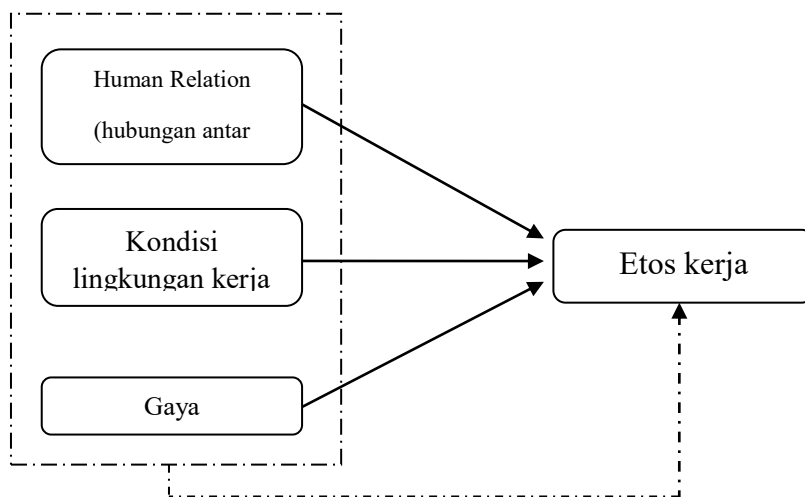 Human Relation
(hubungan antar
Kondisi
lingkungan kerja
Etos kerja
Gaya